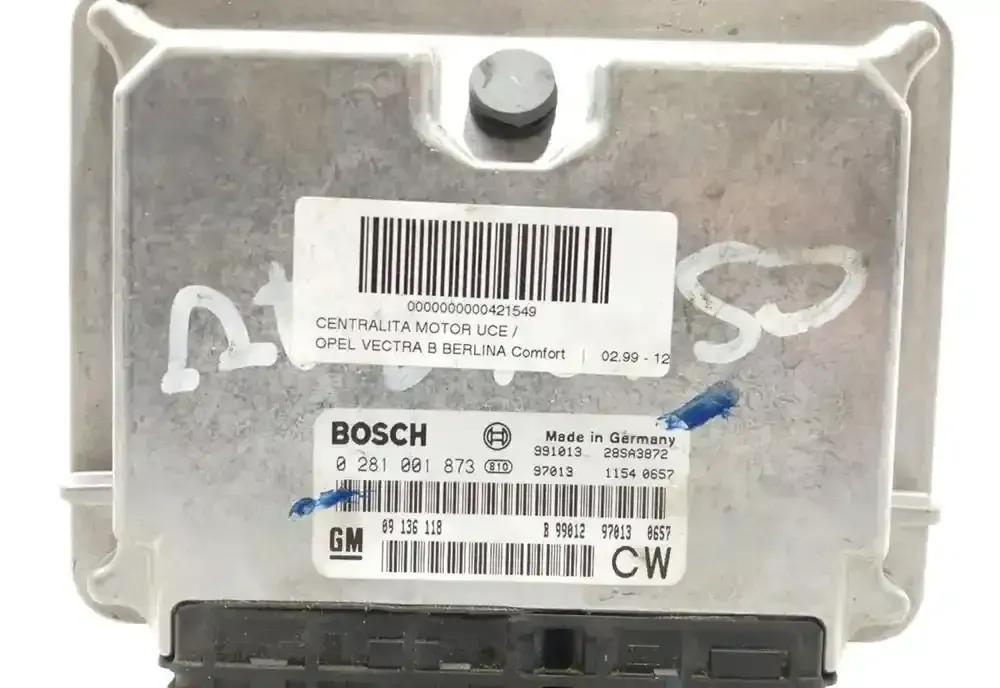 0000000000421549
CENTRALITA MOTOR UCE /
OPEL VECTRA B BERLINA Comfort | 02.99 - 12
BOSCH Made in Germany
991013 28SA3872
0 281 001 873 810 97013 1154 0657
GM 09 136 118 B 99012 97013 0657
CW